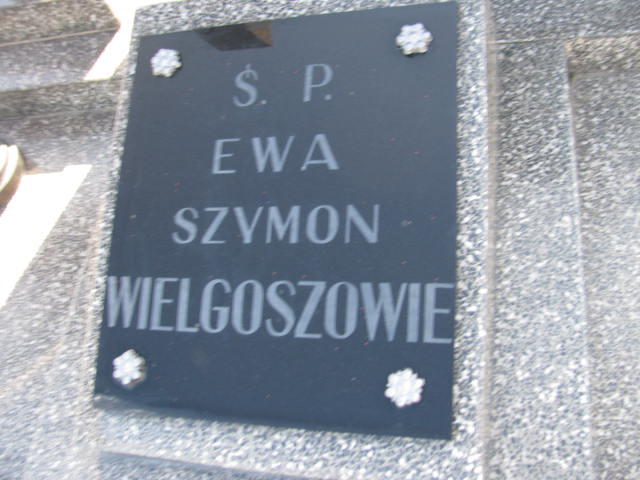 Ś. P.
EWA
SZYMON
WIELGOSZOWIE